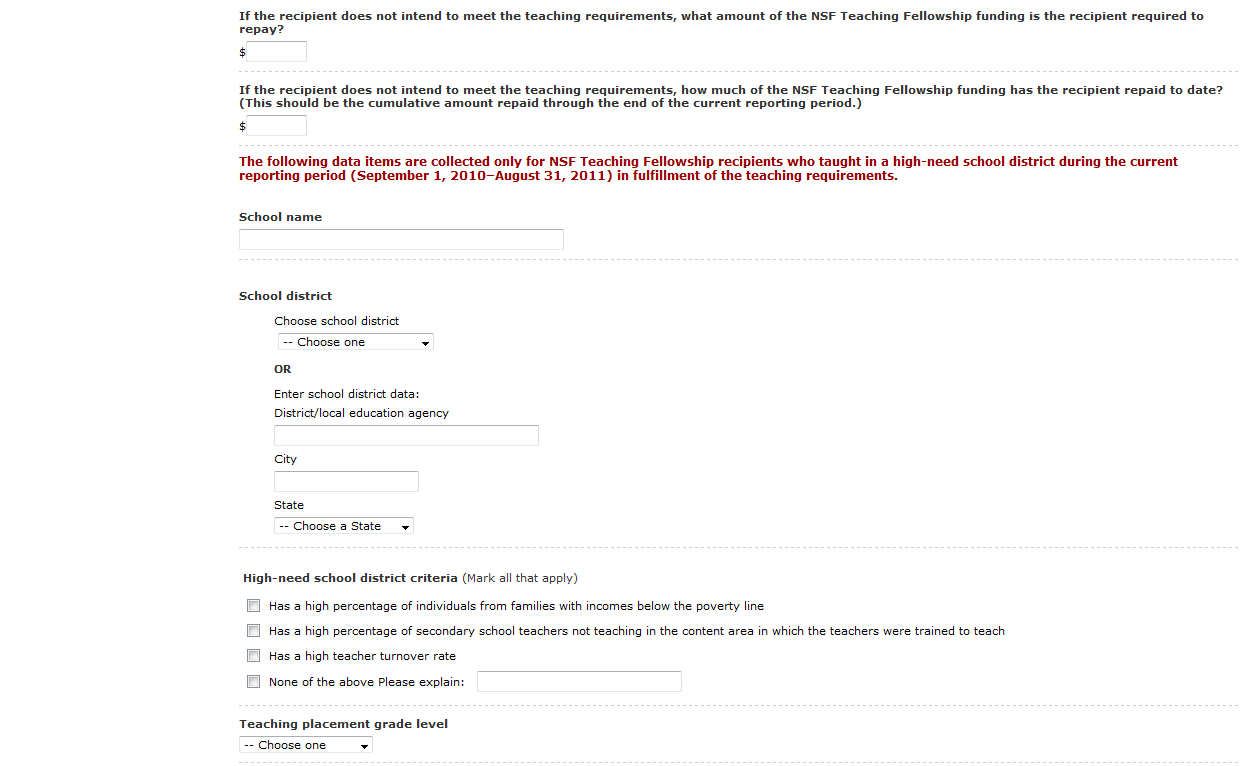 If the recipient does not intend to meet the teaching requirements, what amount of the NSF Teaching Fellowship funding is the recipient required to
repay?
$
If the recipient does not intend to meet the teaching requirements, how much of the NSF Teaching Fellowship funding has the recipient repaid to date?
(This should be the cumulative amount repaid through the end of the current reporting period.)
$
The following data items are collected only for NSF Teaching Fellowship recipients who taught in a high-need school district during the current
reporting period (September 1, 2010–August 31, 2011) in fulfillment of the teaching requirements.
School name
School district
Choose school district
-- Choose one
OR
Enter school district data:
District/local education agency
City
State
-- Choose a State
High-need school district criteria (Mark all that apply)
Has a high percentage of individuals from families with incomes below the poverty line
Has a high percentage of secondary school teachers not teaching in the content area in which the teachers were trained to teach
Has a high teacher turnover rate
None of the above Please explain:
Teaching placement grade level
-- Choose one